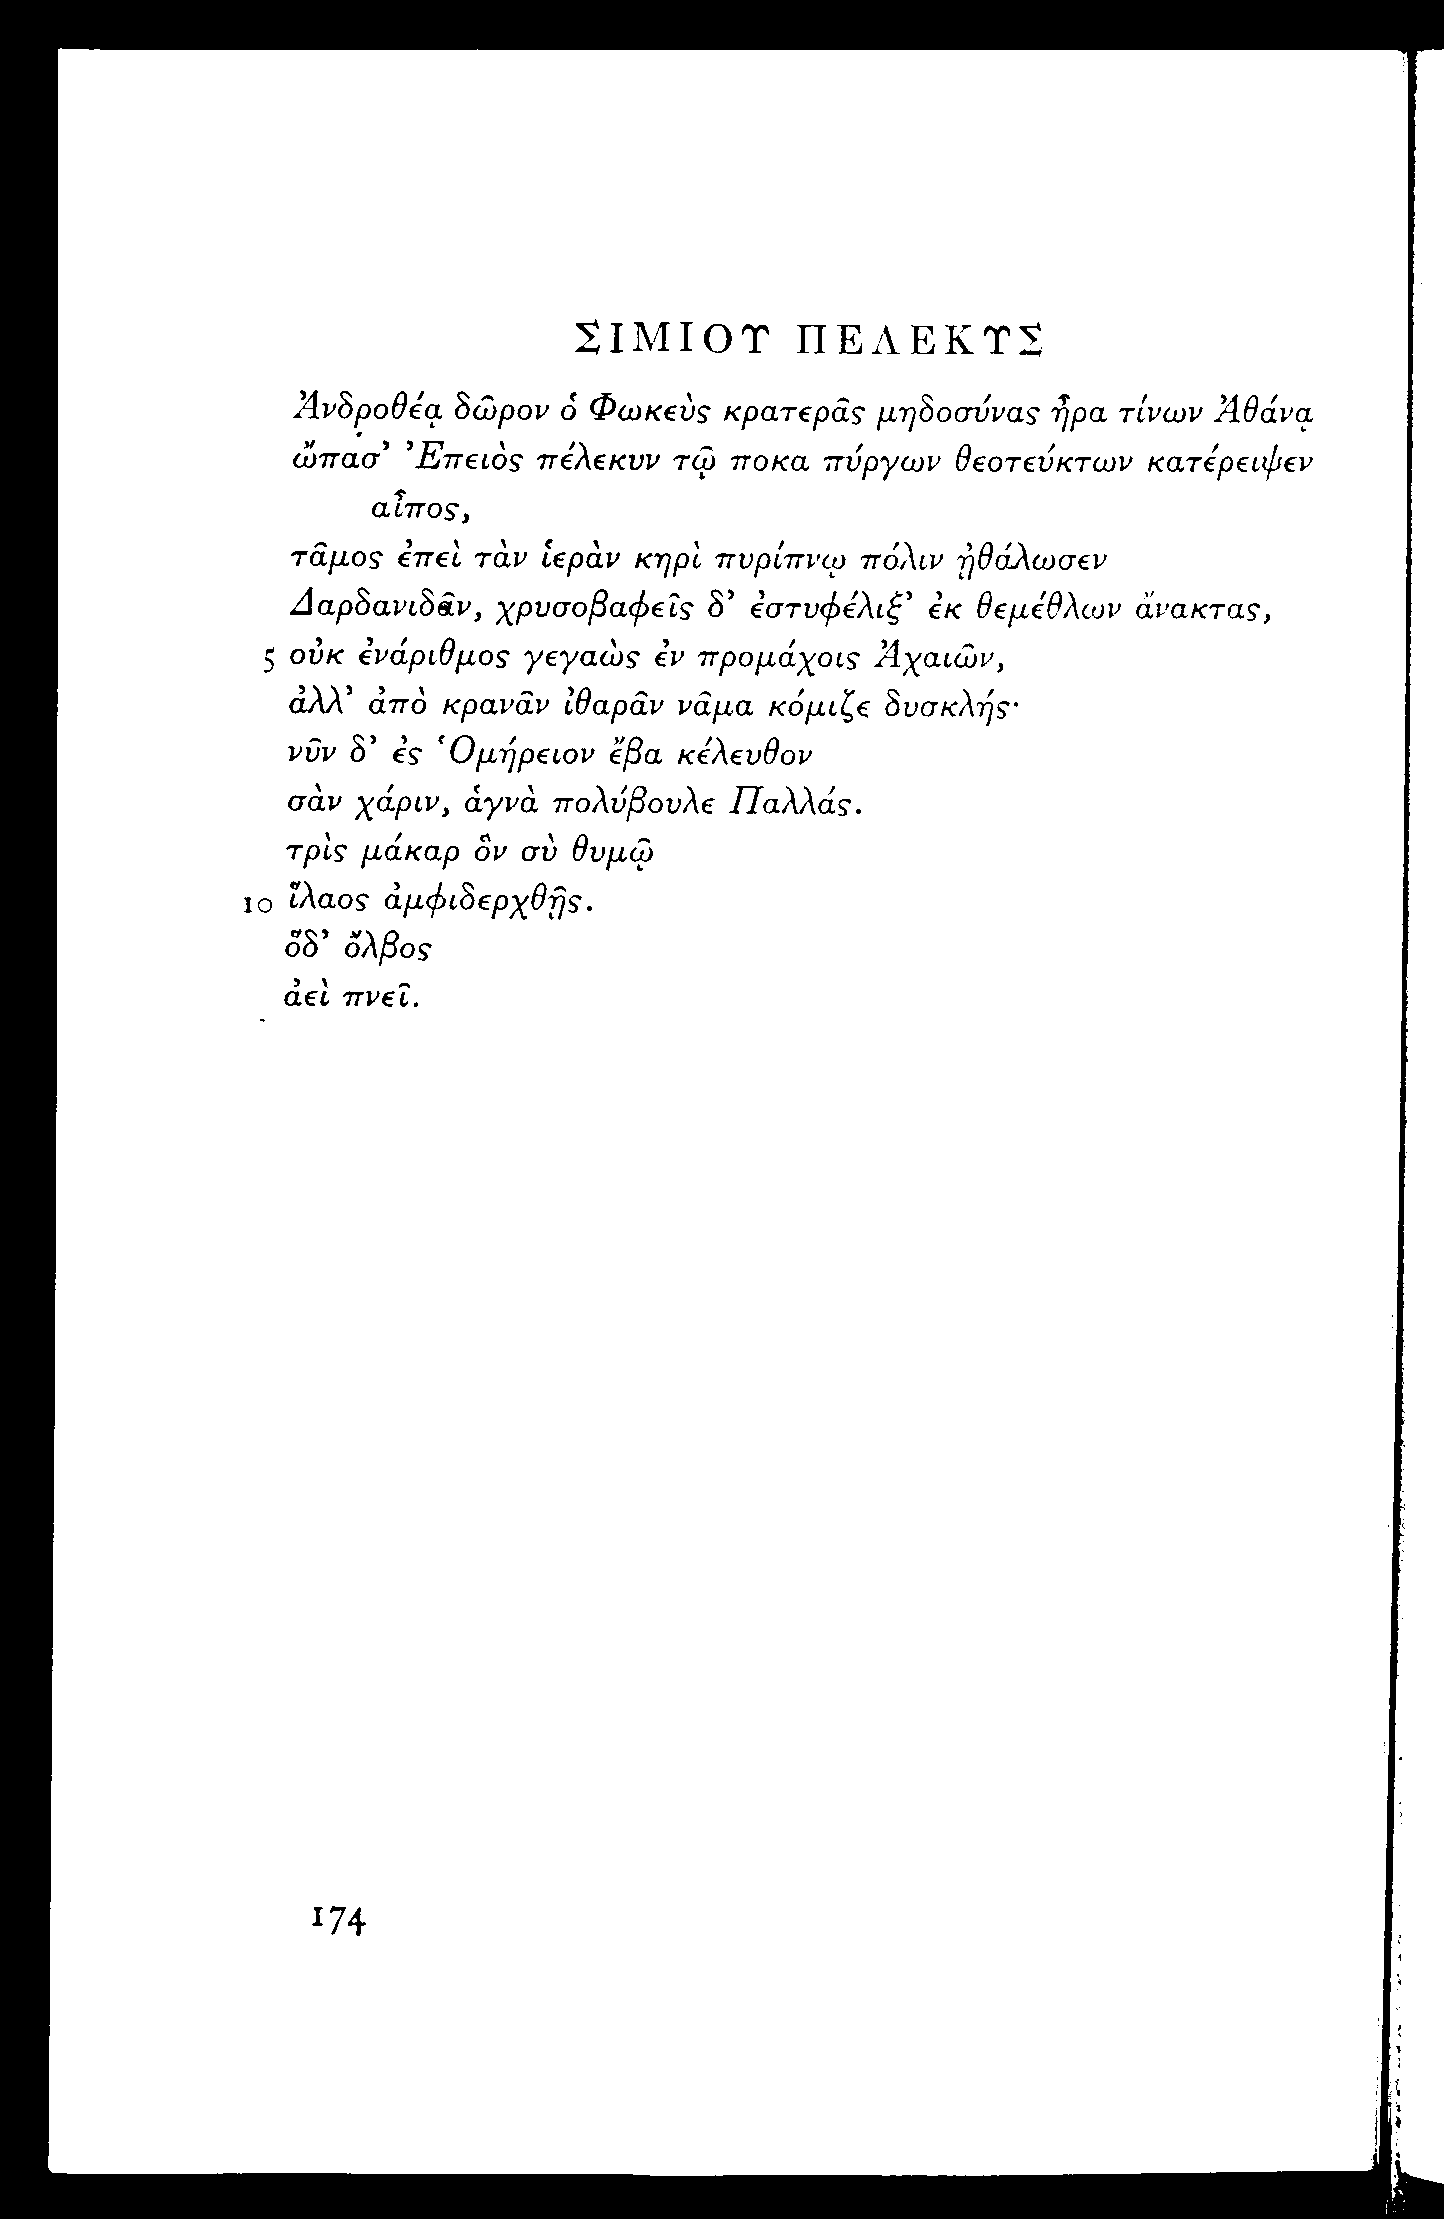 ΣΙΜΙΟΥ ΠΕΛΕΚΥΣ
Ἀνδροθέᾳ δῶρον ὁ Φωκεὺς κρατερᾶς μηδοσύνας ἦρα τίνων Ἀθάνᾳ
ὤπασ’ Ἐπειὸς πέλεκυν τῷ ποκα πύργων θεοτεύκτων κατέρειψεν
αἶπος,
τᾶμος ἐπεὶ τὰν ἱερὰν κηρὶ πυρίπνῳ πόλιν ᾐθάλωσεν
Δαρδανιδᾶν, χρυσοβαφεῖς δ’ ἐστυφέλιξ’ ἐκ θεμέθλων ἄνακτας,
5 οὐκ ἐνάριθμος γεγαὼς ἐν προμάχοις Ἀχαιῶν,
ἀλλ’ ἀπὸ κρανᾶν ἰθαρᾶν νᾶμα κόμιζε δυσκλής·
νῦν δ’ ἐς Ὁμήρειον ἔβα κέλευθον
σὰν χάριν, ἁγνὰ πολύβουλε Παλλάς.
τρὶς μάκαρ ὃν σὺ θυμῷ
10 ἵλαος ἀμφιδερχθῇς.
ὅδ’ ὄλβος
ἀεὶ πνεῖ.
174